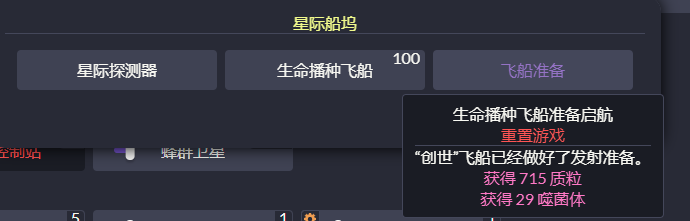 星际船坞
星际探测器
生命播种飞船
100
飞船准备
生命播种飞船准备启航
重置游戏
“创世”飞船已经做好了发射准备。
获得 715 质粒
获得 29 噬菌体
控制站
蜂群卫星
5
1